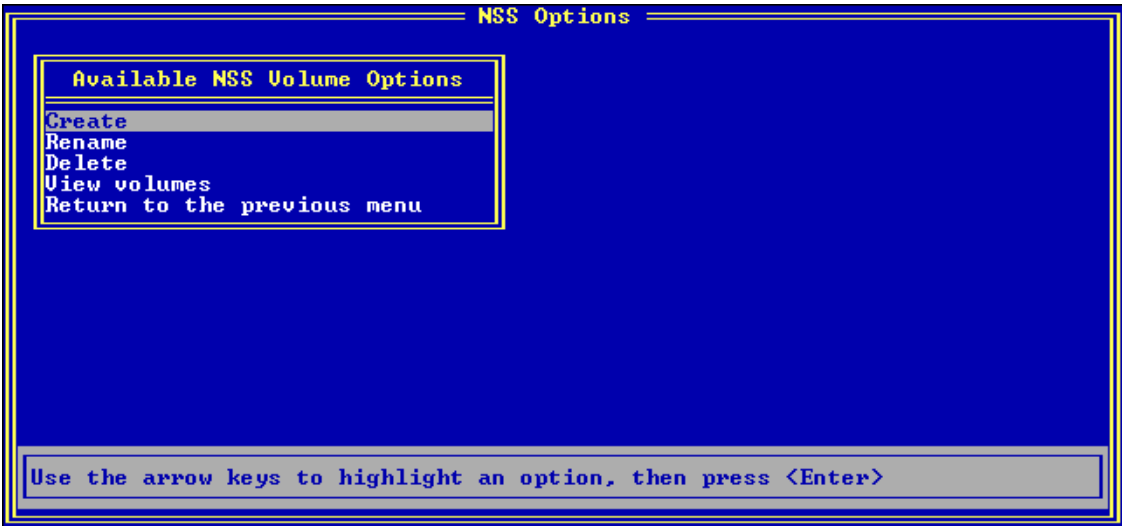 NSS Options
Available NSS Volume Options
Create
Rename
Delete
View volumes
Return to the previous menu
Use the arrow keys to highlight an option, then press <Enter>